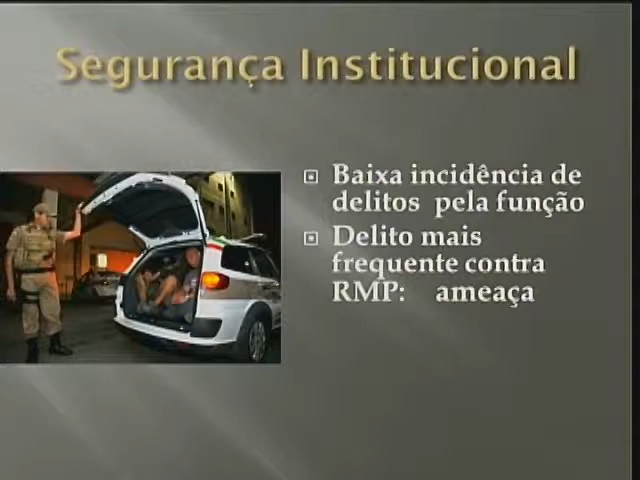 Segurança Institucional
Baixa incidência de
delitos pela função
Delito mais
frequente contra
RMP: ameaça